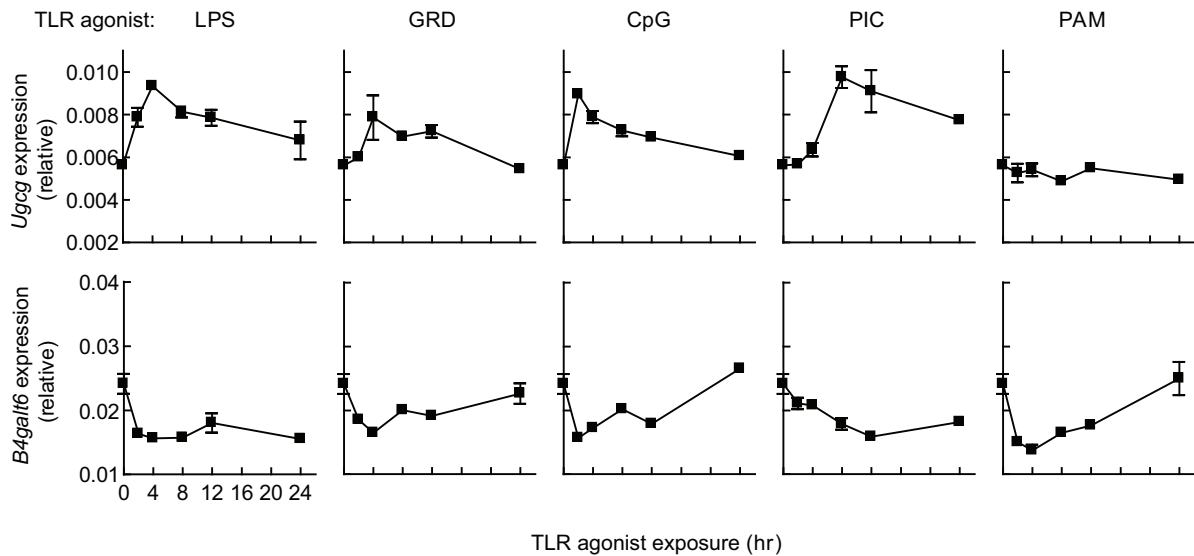 TLR agonist: LPS GRD CpG PIC PAM
Ugcg expression
(relative)
0.010
0.008
0.006
0.004
0.002
B4galt6 expression
(relative)
0.04
0.03
0.02
0.01
0 4 8 12 16 20 24
TLR agonist exposure (hr)